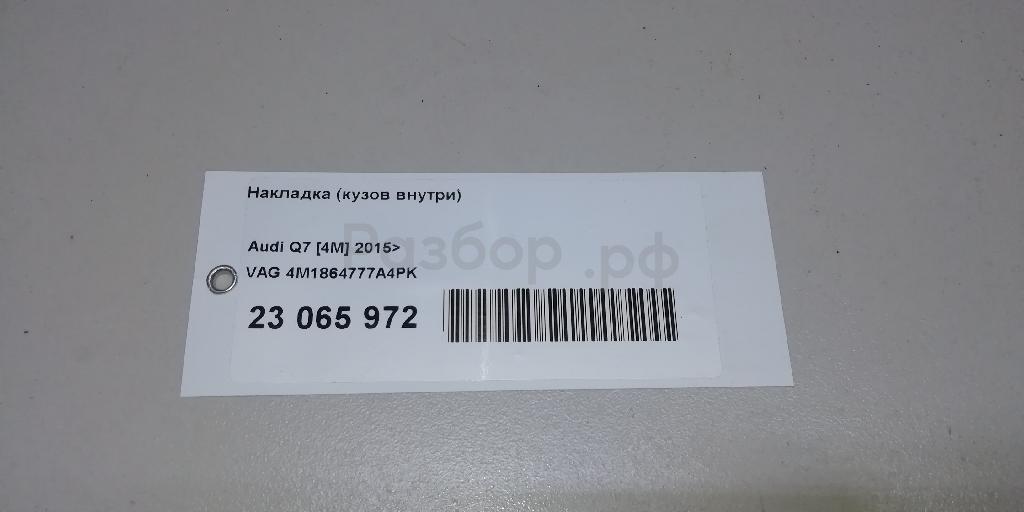 Накладка (кузов внутри)
Audi Q7 [4M] 2015>
VAG 4M1864777A4PK
23 065 972
Разбор.рф